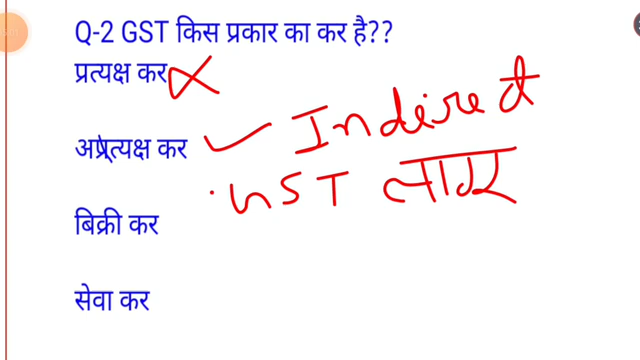 Q-2 GST किस प्रकार का कर है??
प्रत्यक्ष कर
अप्रत्यक्ष कर Indirect
GST लागू
बिक्री कर
सेवा कर